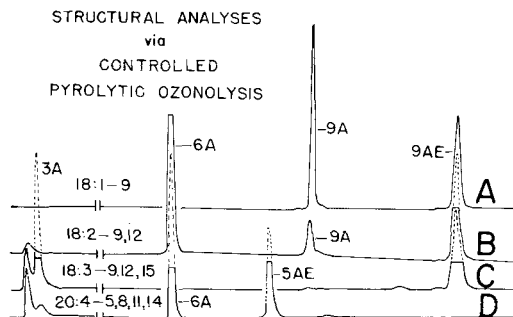 STRUCTURAL ANALYSES
via
CONTROLLED
PYROLYTIC OZONOLYSIS
3A
6A
9A
9AE
18:1-9
A
18:2-9,12
9A
B
18:3-9.12,15
5AE
C
20:4-5,8,11,14
6A
D